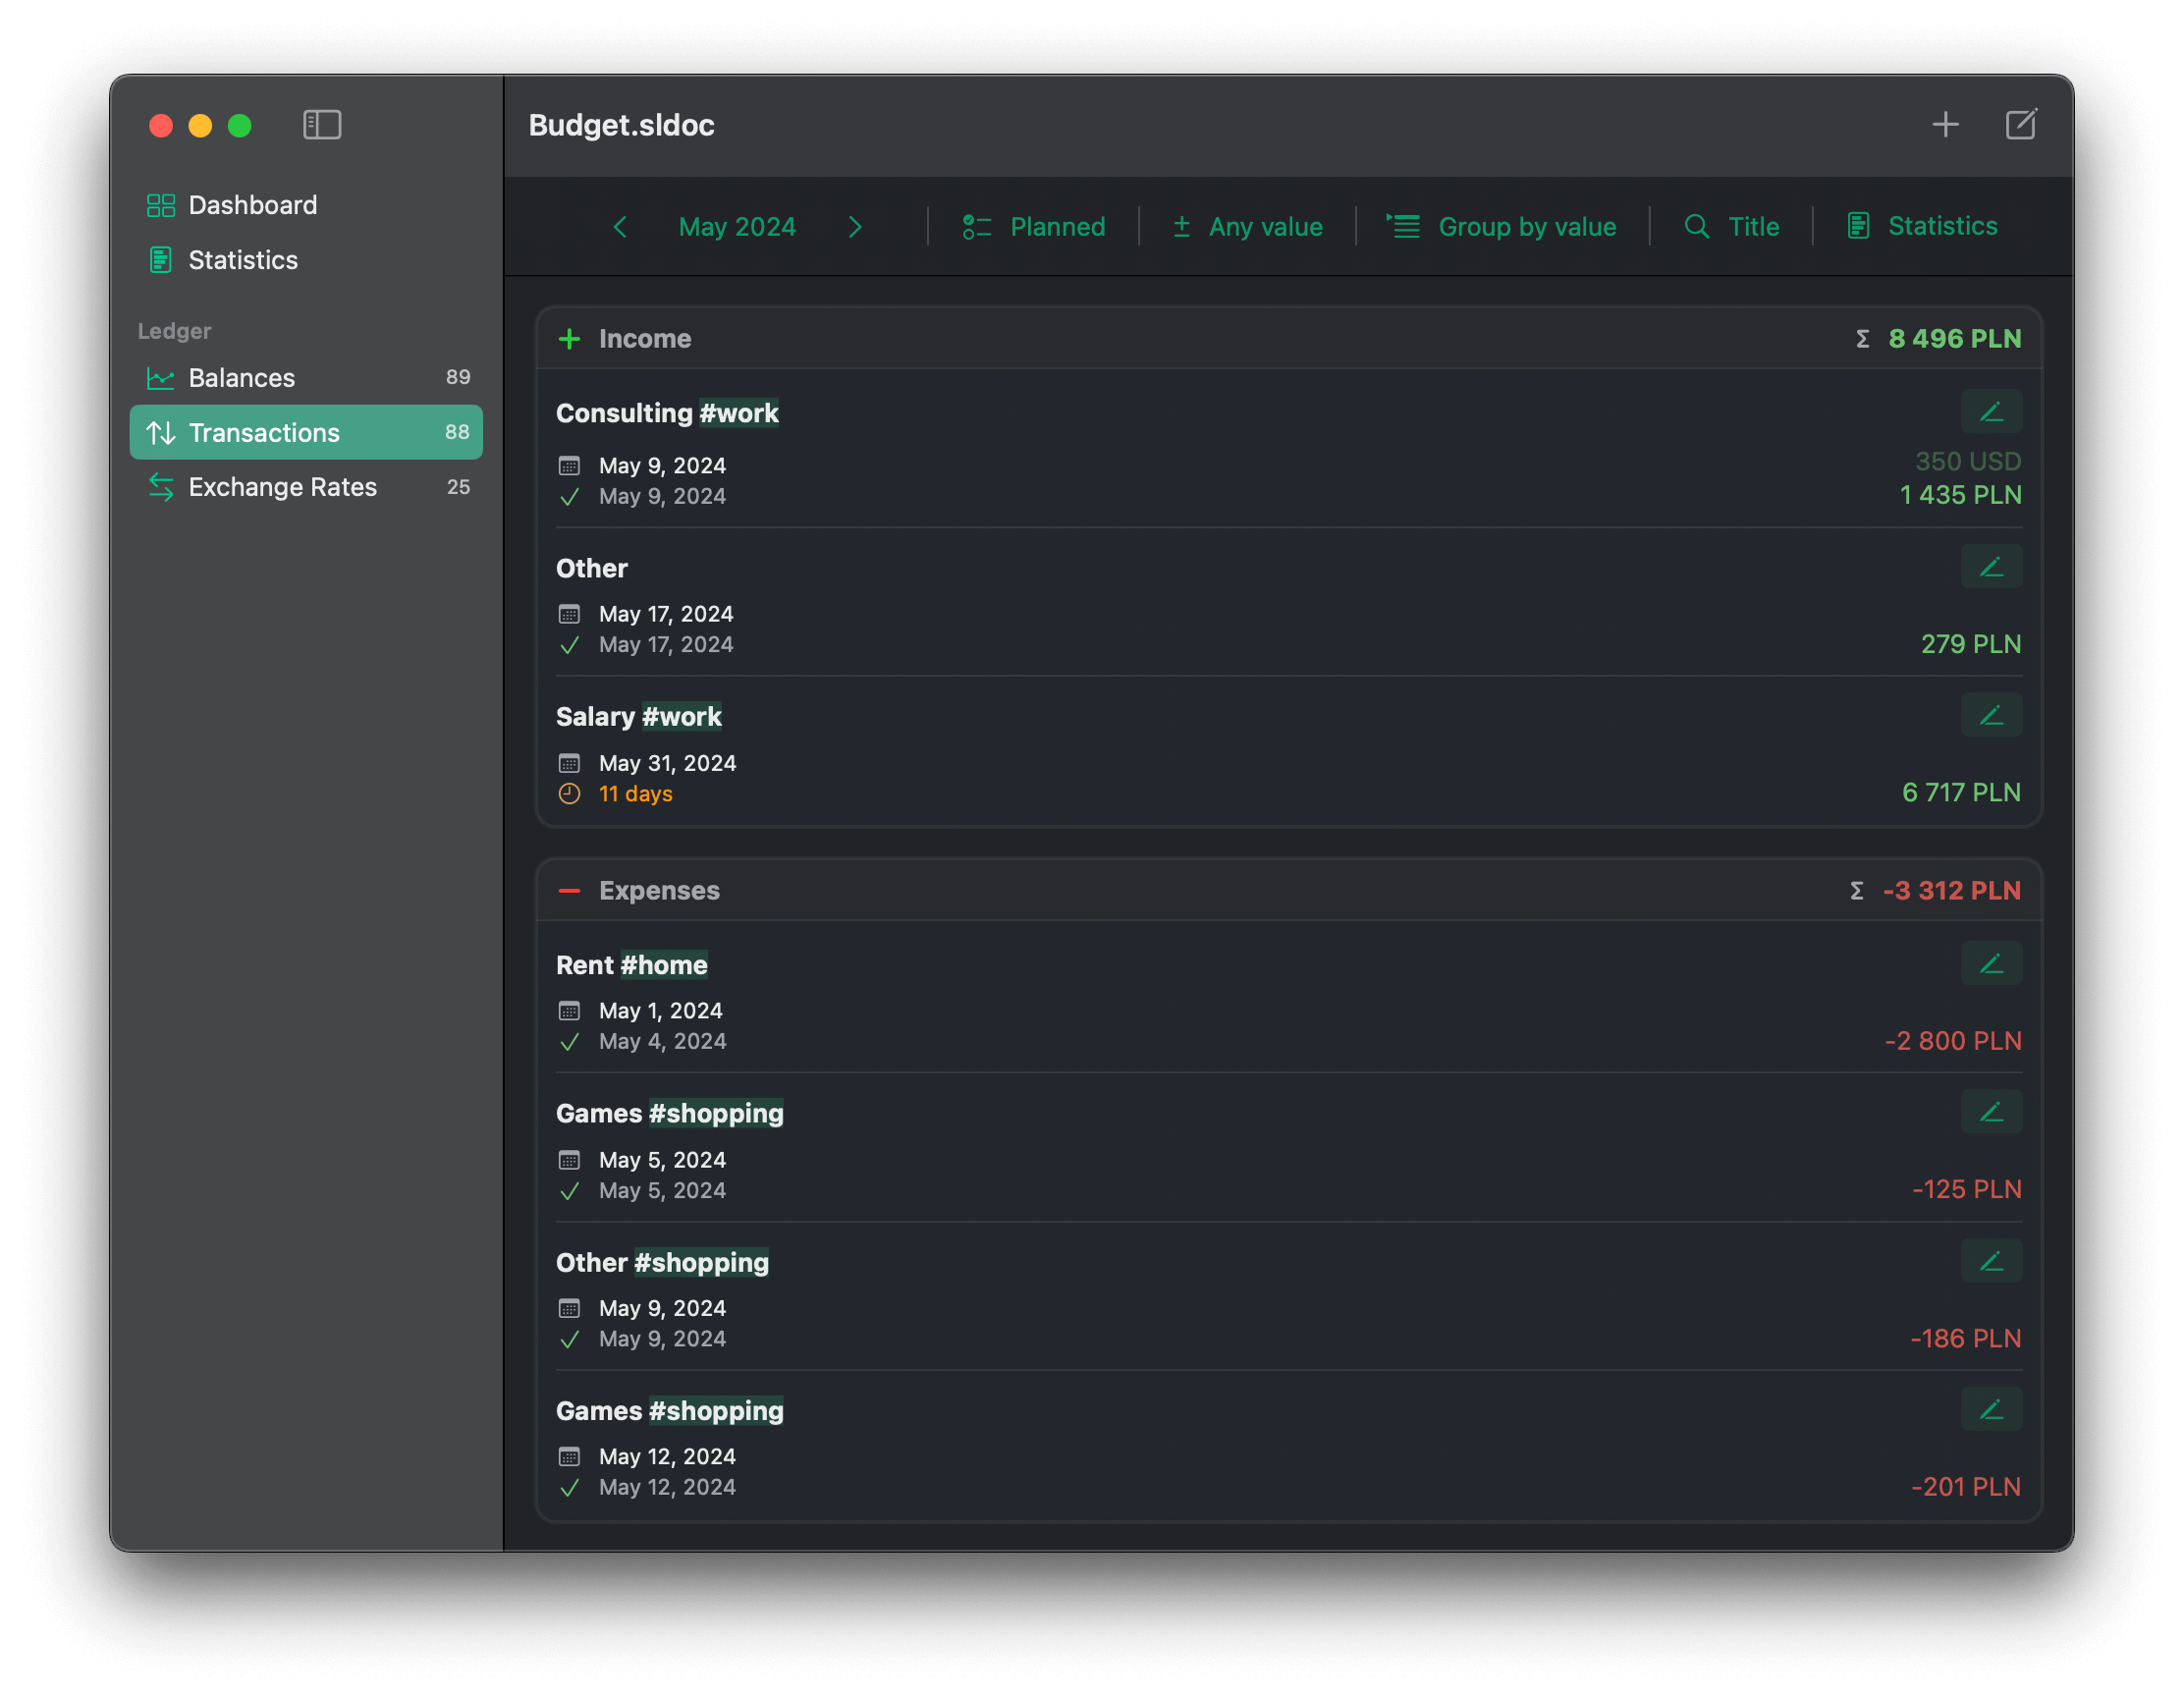 Budget.sldoc
Dashboard
Statistics
Ledger
Balances 89
Transactions 88
Exchange Rates 25
May 2024 Planned ± Any value Group by value Title Statistics
Income Σ 8 496 PLN
Consulting #work
May 9, 2024 350 USD
May 9, 2024 1 435 PLN
Other
May 17, 2024
May 17, 2024 279 PLN
Salary #work
May 31, 2024
11 days 6 717 PLN
Expenses Σ -3 312 PLN
Rent #home
May 1, 2024
May 4, 2024 -2 800 PLN
Games #shopping
May 5, 2024
May 5, 2024 -125 PLN
Other #shopping
May 9, 2024
May 9, 2024 -186 PLN
Games #shopping
May 12, 2024
May 12, 2024 -201 PLN